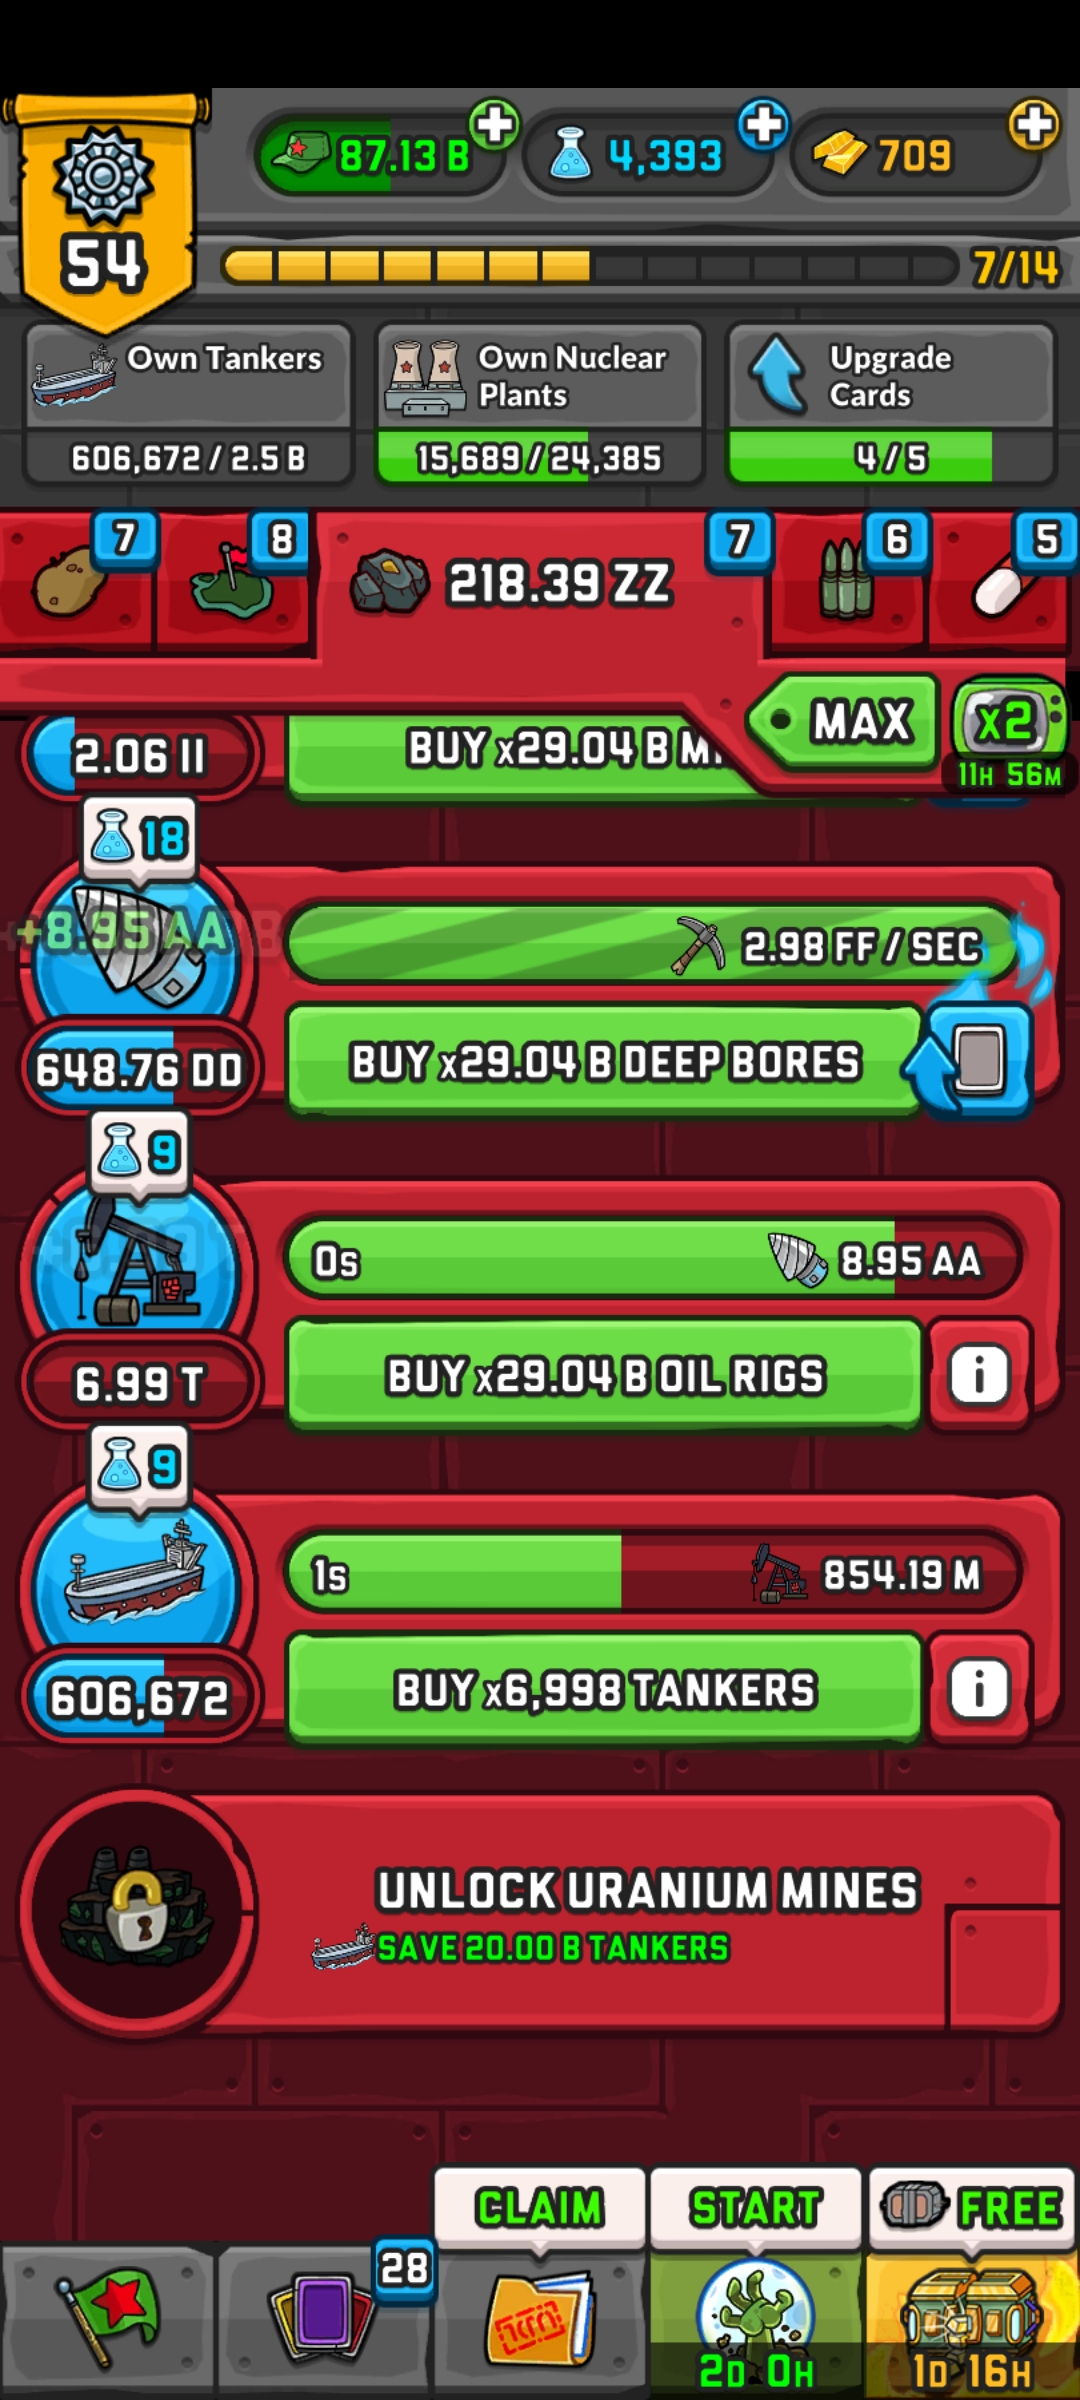 87.13 B
4,393
709
54
7/14
Own Tankers
606,672 / 2.5 B
Own Nuclear
Plants
15,689 / 24,385
Upgrade
Cards
4 / 5
7
8
218.39 ZZ
7
6
5
MAX
x2
11H 56M
2.06 II
BUY x29.04 B M
18
+8.95 AA
2.98 FF / SEC
648.76 DD
BUY x29.04 B DEEP BORES
9
0s
8.95 AA
6.99 T
BUY x29.04 B OIL RIGS
i
9
1s
854.19 M
606,672
BUY x6,998 TANKERS
i
UNLOCK URANIUM MINES
SAVE 20.00 B TANKERS
CLAIM
START
FREE
28
2D 0H
1D 16H